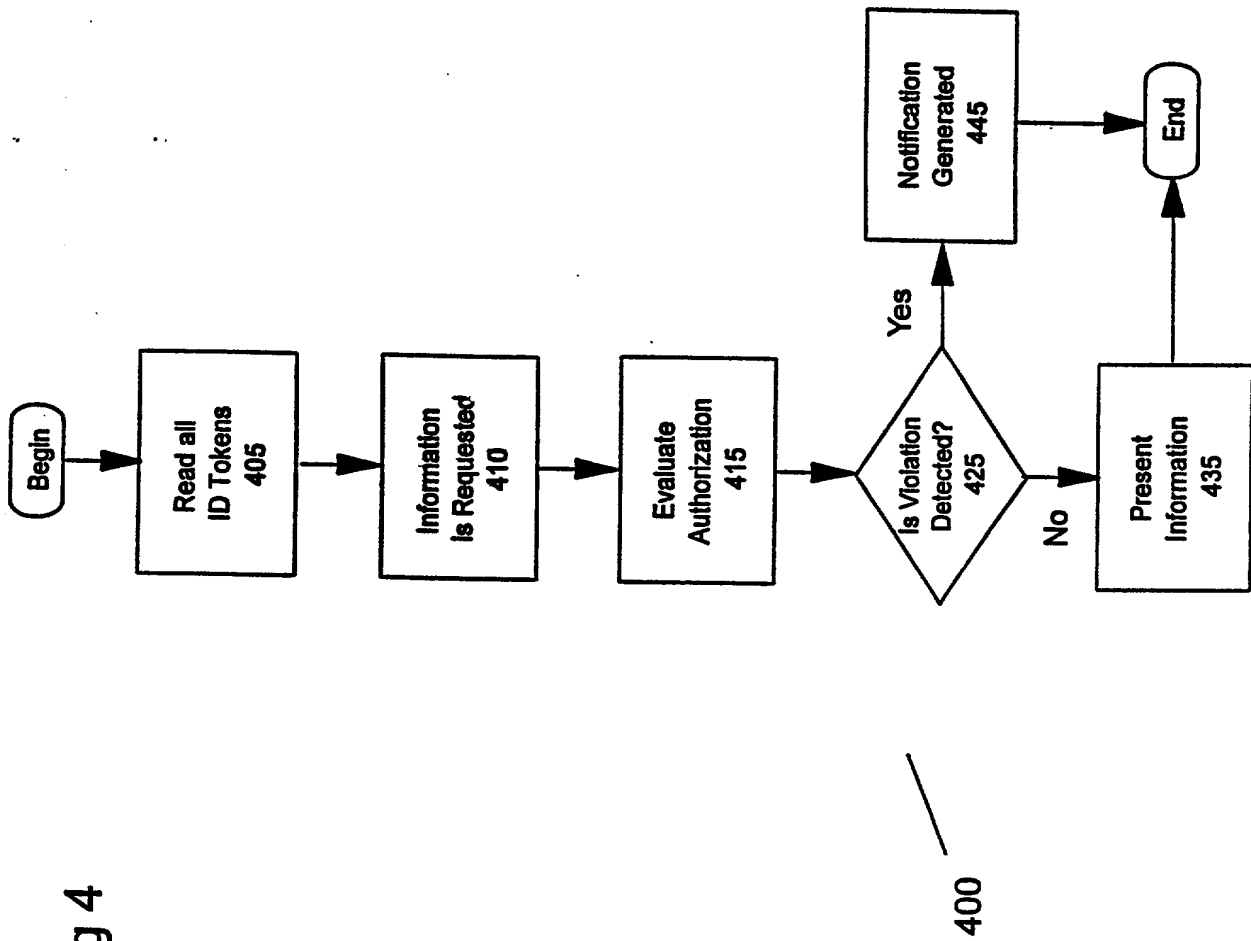 g 4
Begin
Read all
ID Tokens
405
Information
is Requested
410
Evaluate
Authorization
415
Is Violation
Detected?
425
Yes
Notification
Generated
445
No
Present
Information
435
End
400